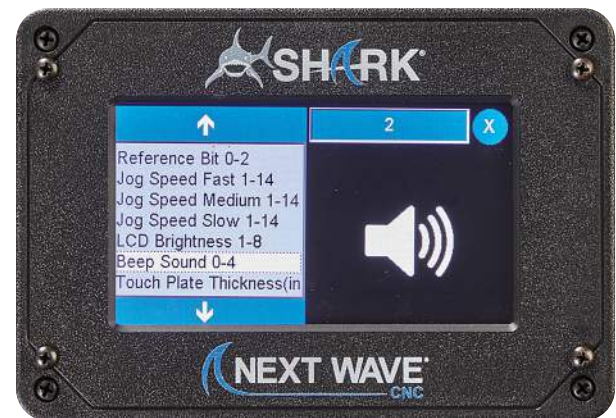 SHARK
2
X
Reference Bit 0-2
Jog Speed Fast 1-14
Jog Speed Medium 1-14
Jog Speed Slow 1-14
LCD Brightness 1-8
Beep Sound 0-4
Touch Plate Thickness(in
NEXT WAVE
CNC